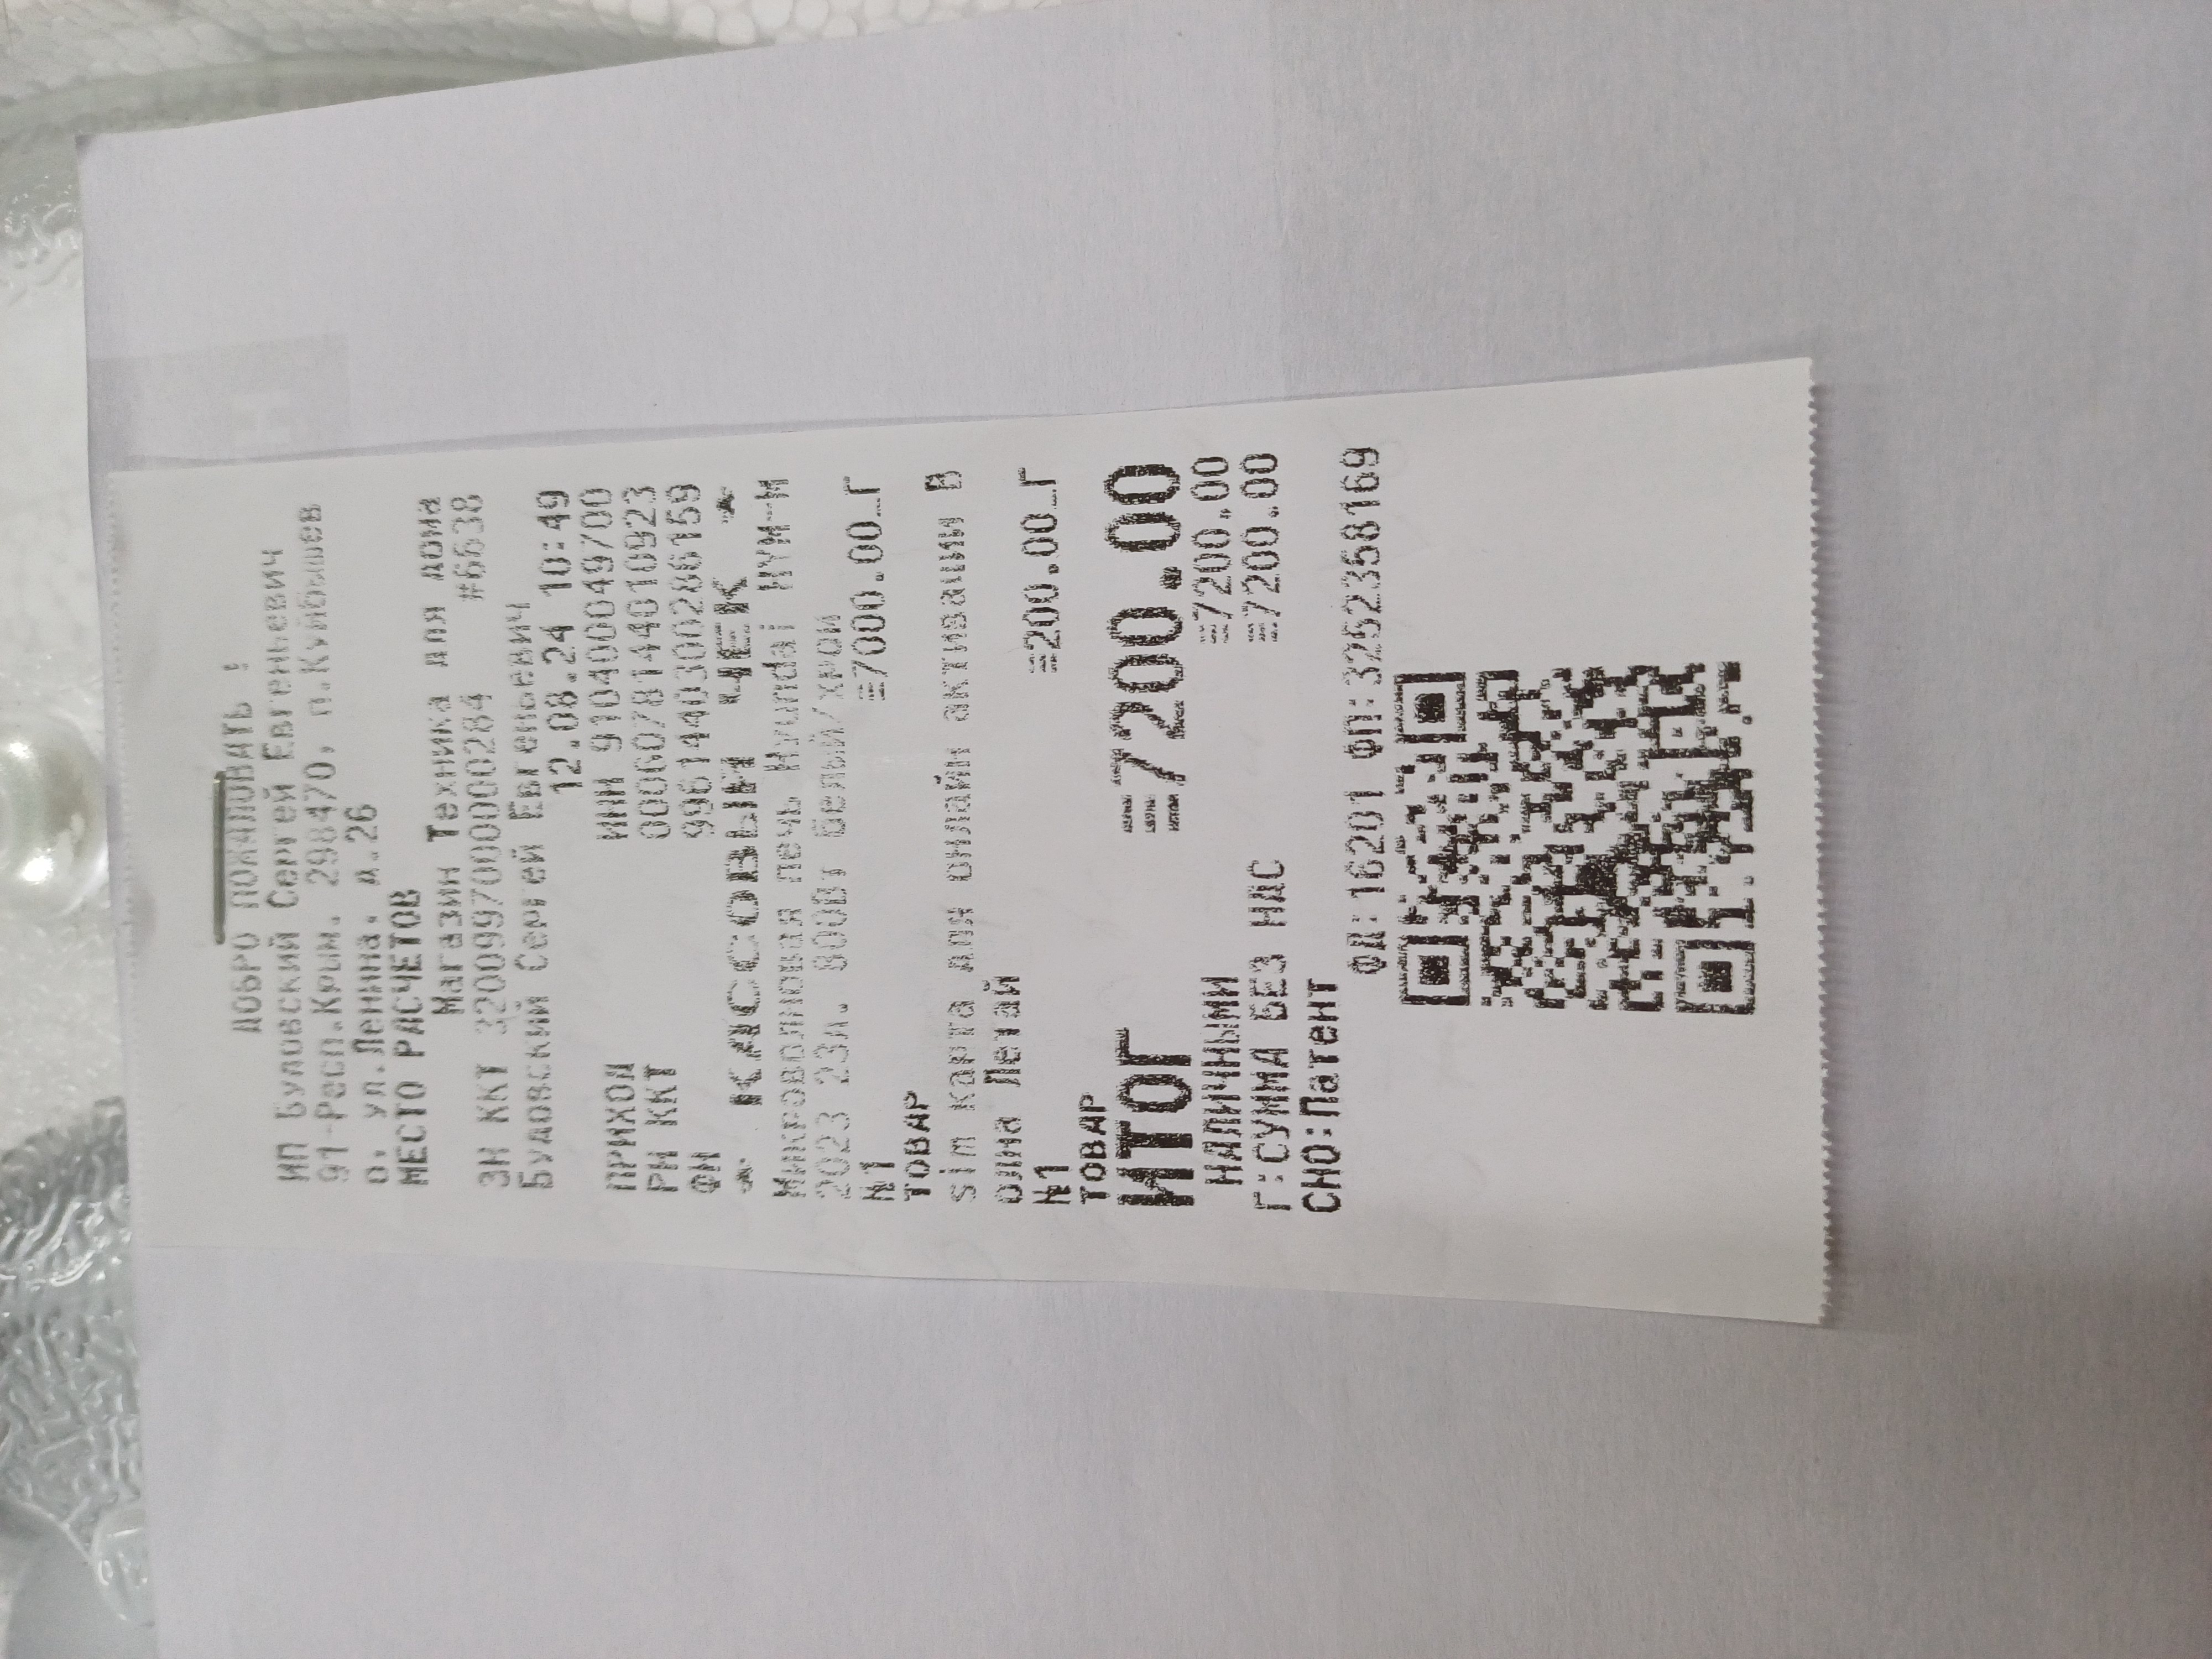 ДОБРО ПОЖАЛОВАТЬ !
ИП Будовский Сергей Евгеньевич
91-Респ.Крым. 298470, п.Куйбышев
о, ул.Ленина. д.26
МЕСТО РАСЧЕТОВ
Магазин Техника для дома
ЗН ККТ 3200997000000284 #6638
Будовский Сергей Евгеньевич
12.08.24 10:49
ПРИХОД ИНН 910400049700
РН ККТ 0006078144010923
ФН 9961440300286159
* КАССОВЫЙ ЧЕК *
Микроволновая печь Hyundai HYM-M
2023 23л. 800Вт белый/хром
№1 =7000.00_Г
ТОВАР
sim карта для онлайн активации В
олна Летай
№1 =200.00_Г
ТОВАР
ИТОГ =7200.00
НАЛИЧНЫМИ =7200.00
Г:СУММА БЕЗ НДС =7200.00
СНО:Патент
ФД:16201 ФП:3252358169